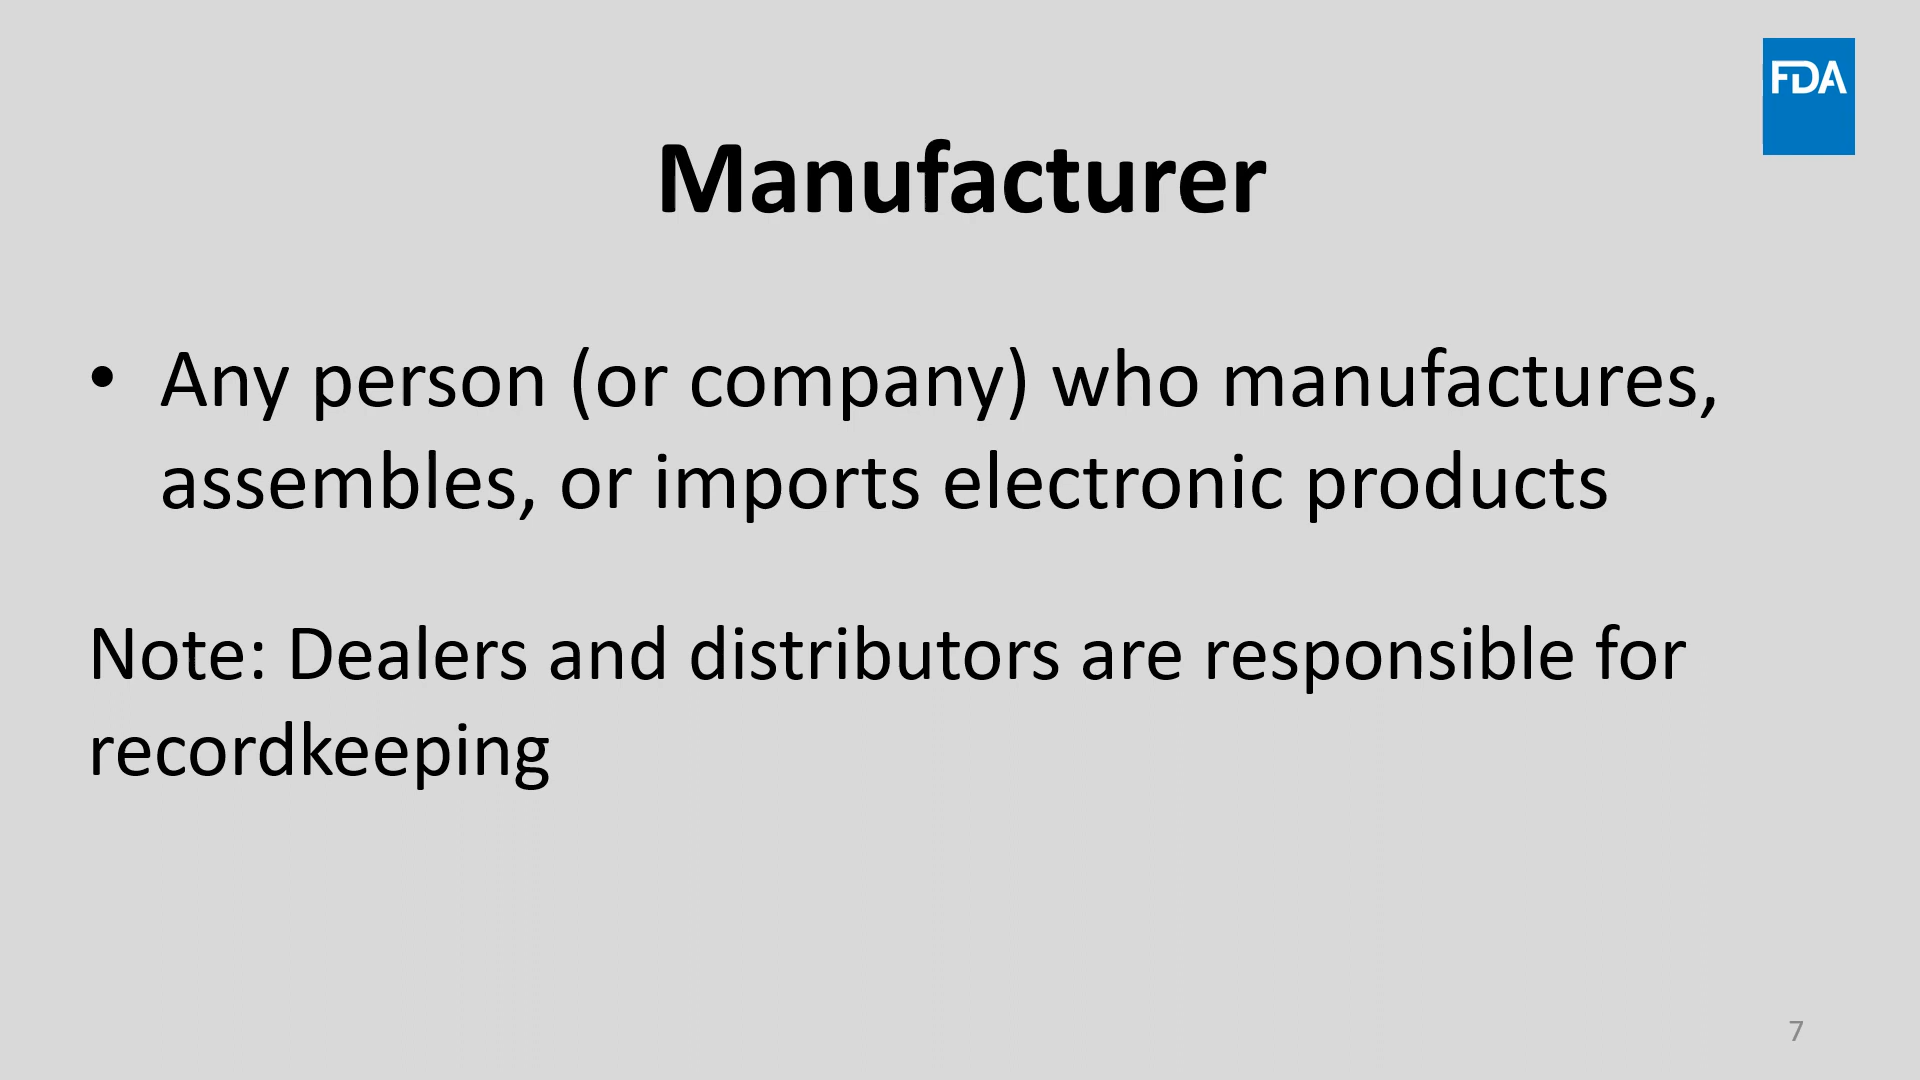 FDA
Manufacturer
• Any person (or company) who manufactures,
assembles, or imports electronic products
Note: Dealers and distributors are responsible for
recordkeeping
7